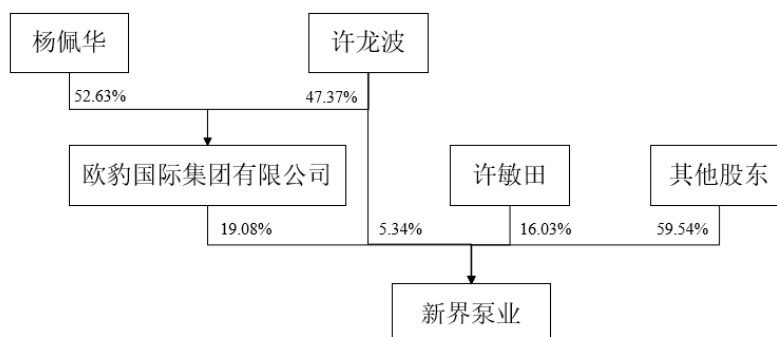 杨佩华
许龙波
52.63%
47.37%
欧豹国际集团有限公司
许敏田
其他股东
19.08%
5.34%
16.03%
59.54%
新界泵业